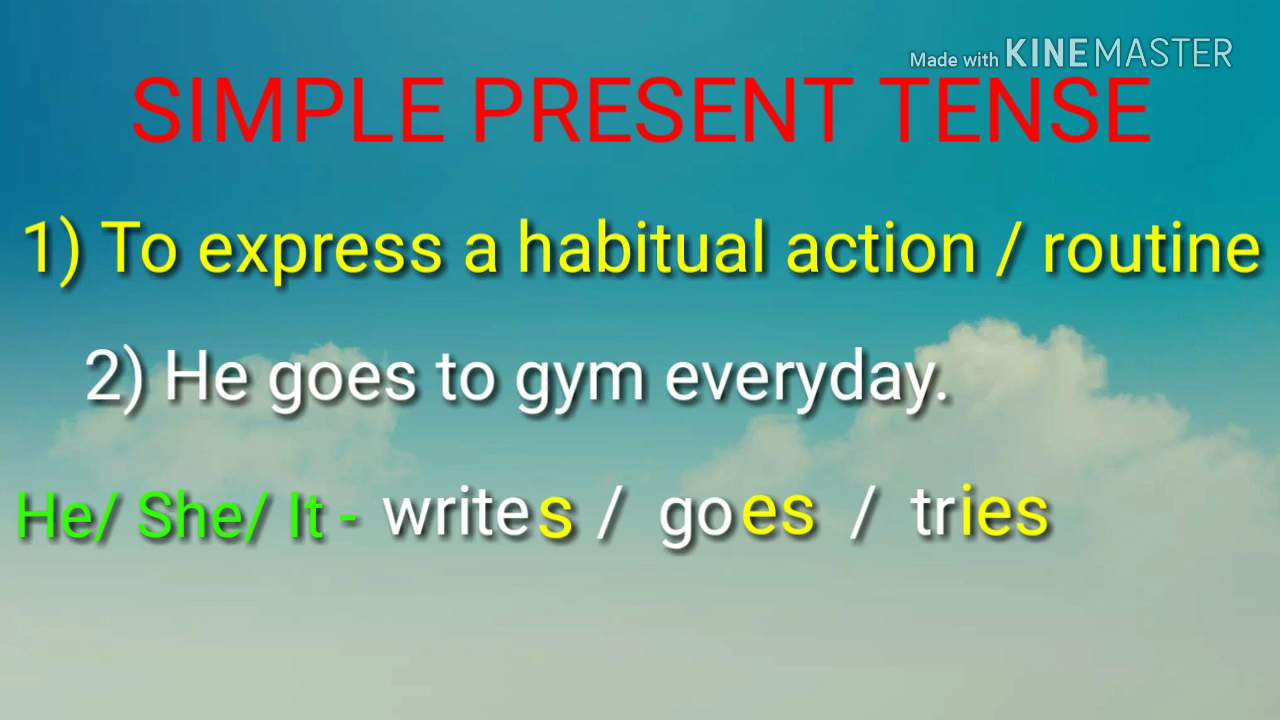 Made with KINEMASTER
SIMPLE PRESENT TENSE
1) To express a habitual action / routine
2) He goes to gym everyday.
He/ She/ It - writes / goes / tries